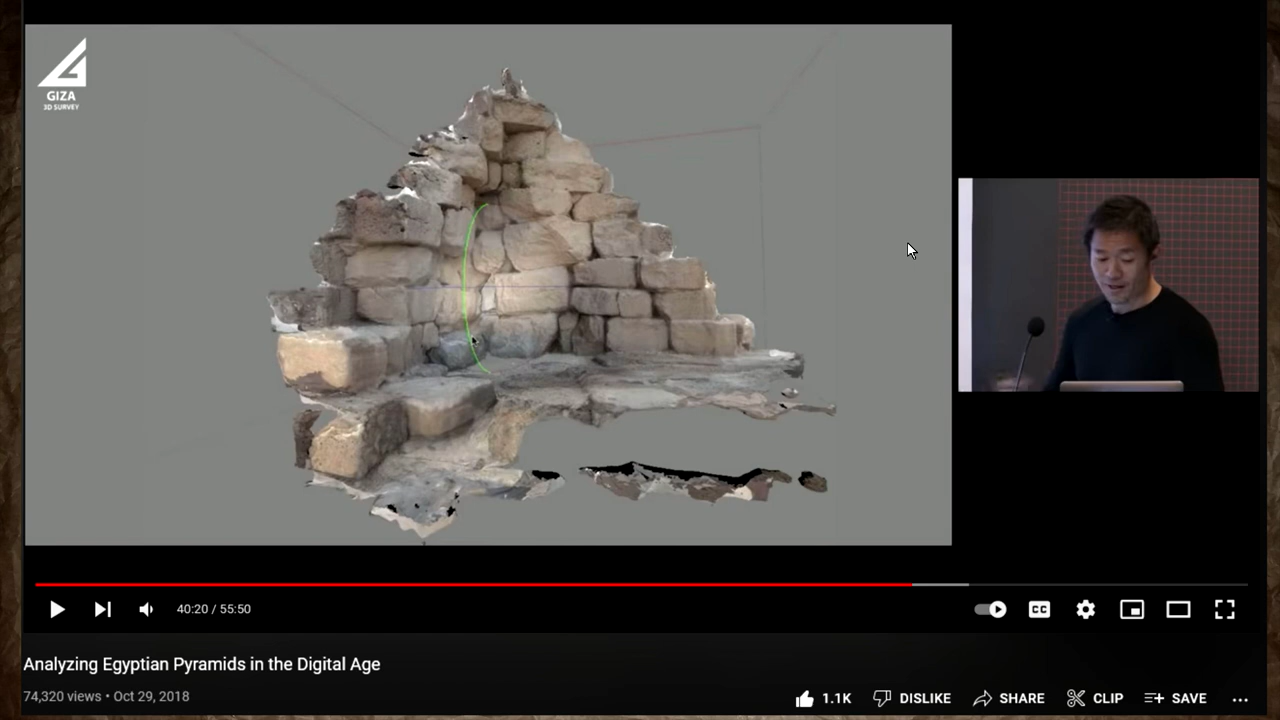 GIZA
3D SURVEY
40:20 / 55:50
CC
Analyzing Egyptian Pyramids in the Digital Age
74,320 views • Oct 29, 2018
1.1K DISLIKE SHARE CLIP SAVE ...